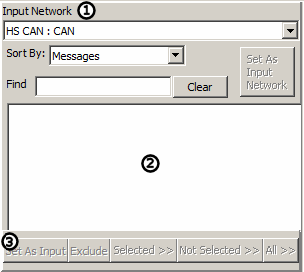 Input Network 1
HS CAN : CAN
Sort By: Messages
Set As
Input
Network
Find
Clear
2
3
Set As Input Exclude Selected >> Not Selected >> All >>